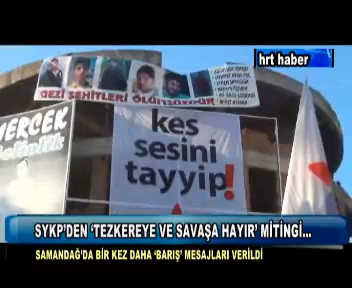 hrt haber
GEZİ ŞEHİTLERİ ÖLÜMSÜZDÜR
kes
sesini
tayyip!
SYKP'DEN 'TEZKEREYE VE SAVAŞA HAYIR' MİTİNGİ...
SAMANDAĞ'DA BİR KEZ DAHA 'BARIŞ' MESAJLARI VERİLDİ